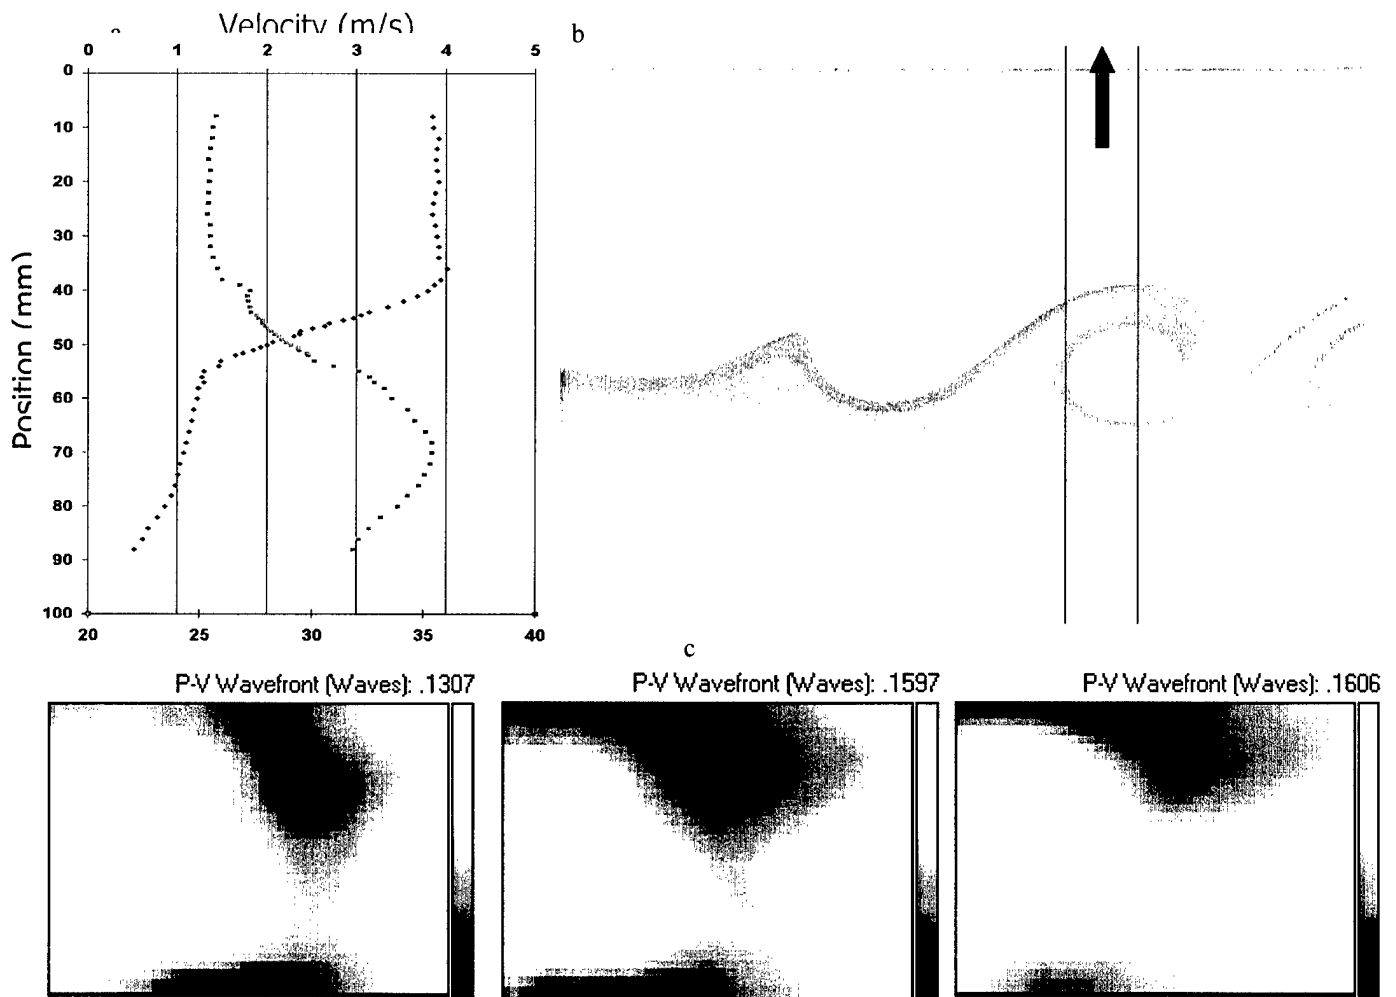 Velocity (m/s)
b
0 1 2 3 4 5
0
10
20
30
40
50
60
70
80
90
100
Position (mm)
20 25 30 35 40
c
P-V Wavefront (Waves): .1307
P-V Wavefront (Waves): .1597
P-V Wavefront (Waves): .1606